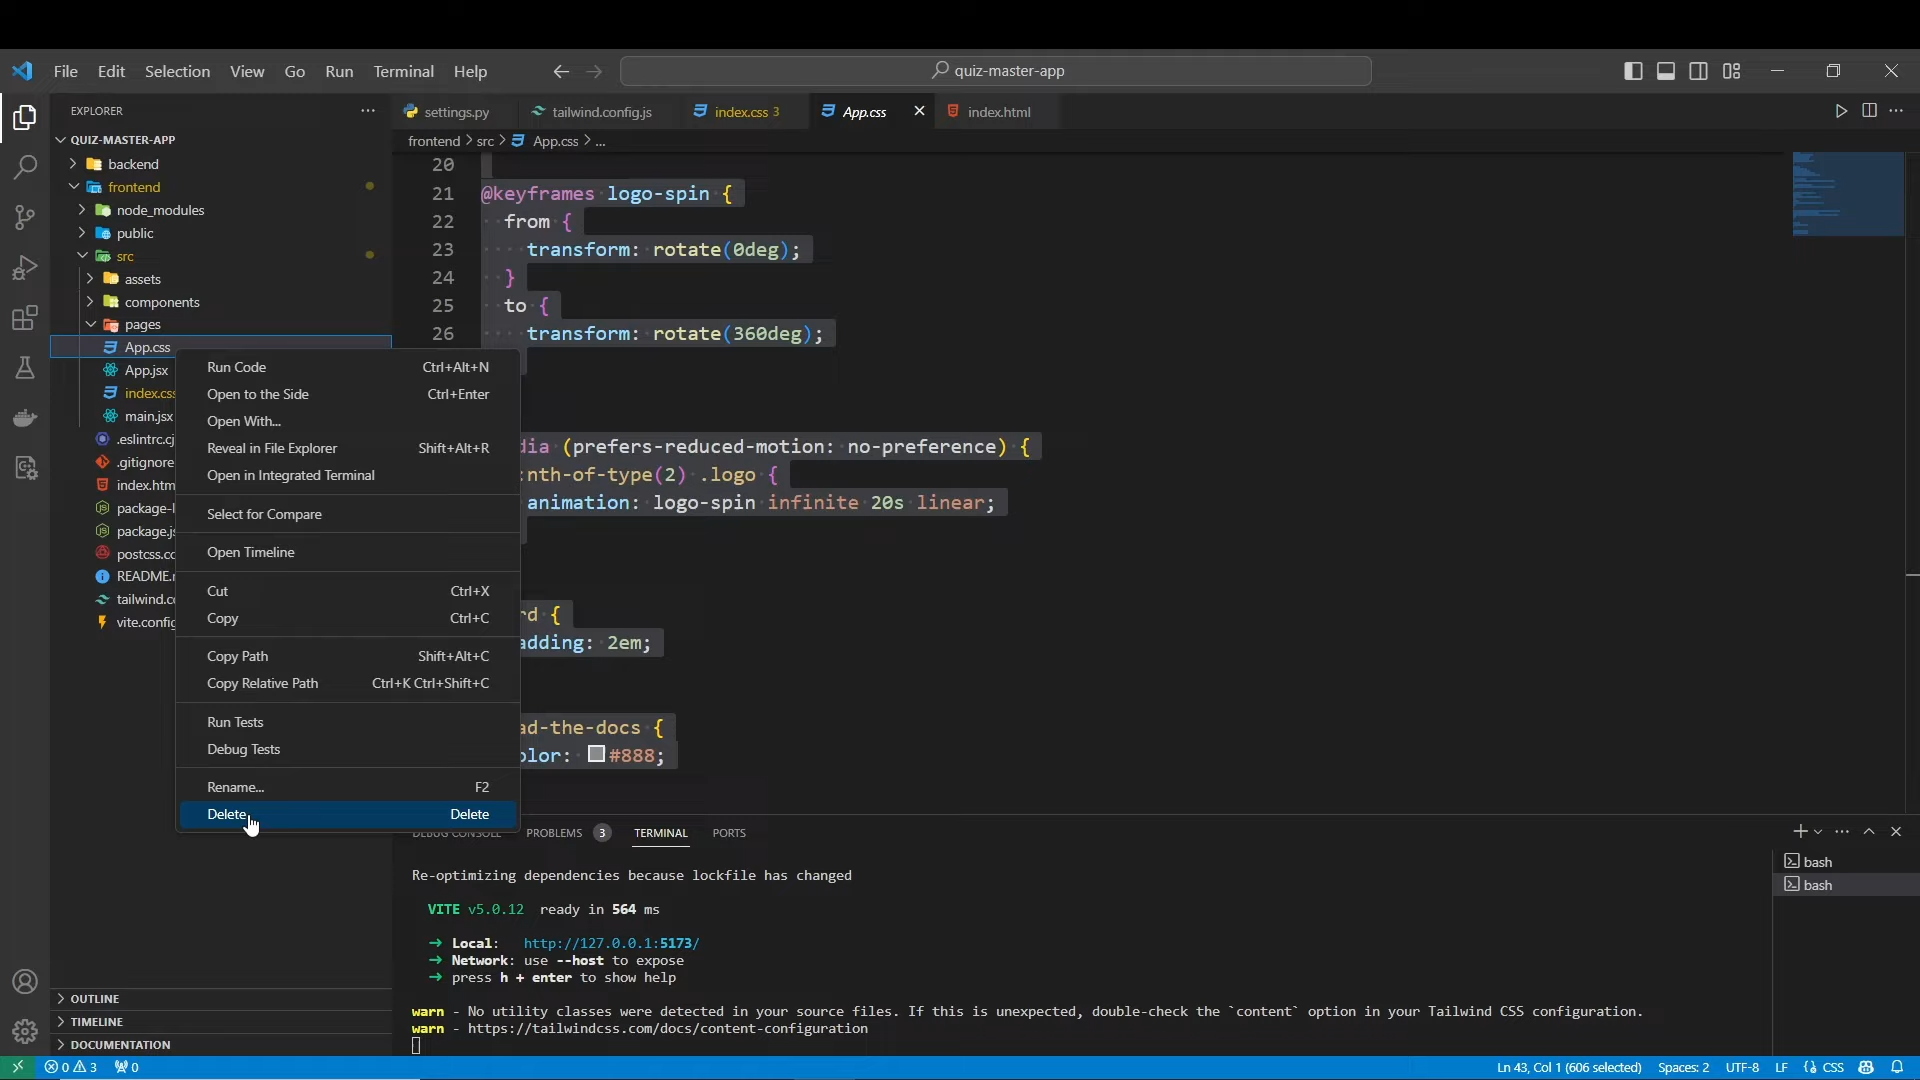 File Edit Selection View Go Run Terminal Help
quiz-master-app
EXPLORER
settings.py
tailwind.config.js
index.css 3
App.css
index.html
QUIZ-MASTER-APP
frontend > src > App.css > ...
backend
frontend
node_modules
public
src
assets
components
pages
App.css
App.jsx
index.css
main.jsx
.eslintrc.cj
.gitignore
index.htm
package-l
package.js
postcss.co
README.r
tailwind.co
vite.config
Run Code Ctrl+Alt+N
Open to the Side Ctrl+Enter
Open With...
Reveal in File Explorer Shift+Alt+R
Open in Integrated Terminal
Select for Compare
Open Timeline
Cut Ctrl+X
Copy Ctrl+C
Copy Path Shift+Alt+C
Copy Relative Path Ctrl+K Ctrl+Shift+C
Run Tests
Debug Tests
Rename... F2
Delete Delete
20
21 @keyframes logo-spin {
22 from {
23 transform: rotate(0deg);
24 }
25 to {
26 transform: rotate(360deg);
dia (prefers-reduced-motion: no-preference) {
:nth-of-type(2) .logo {
animation: logo-spin infinite 20s linear;
rd {
adding: 2em;
ad-the-docs {
olor: #888;
DEBUG CONSOLE PROBLEMS 3 TERMINAL PORTS
Re-optimizing dependencies because lockfile has changed
VITE v5.0.12 ready in 564 ms
➜ Local: http://127.0.0.1:5173/
➜ Network: use --host to expose
➜ press h + enter to show help
warn - No utility classes were detected in your source files. If this is unexpected, double-check the `content` option in your Tailwind CSS configuration.
warn - https://tailwindcss.com/docs/content-configuration
bash
bash
OUTLINE
TIMELINE
DOCUMENTATION
0 3 0
Ln 43, Col 1 (606 selected) Spaces: 2 UTF-8 LF {} CSS